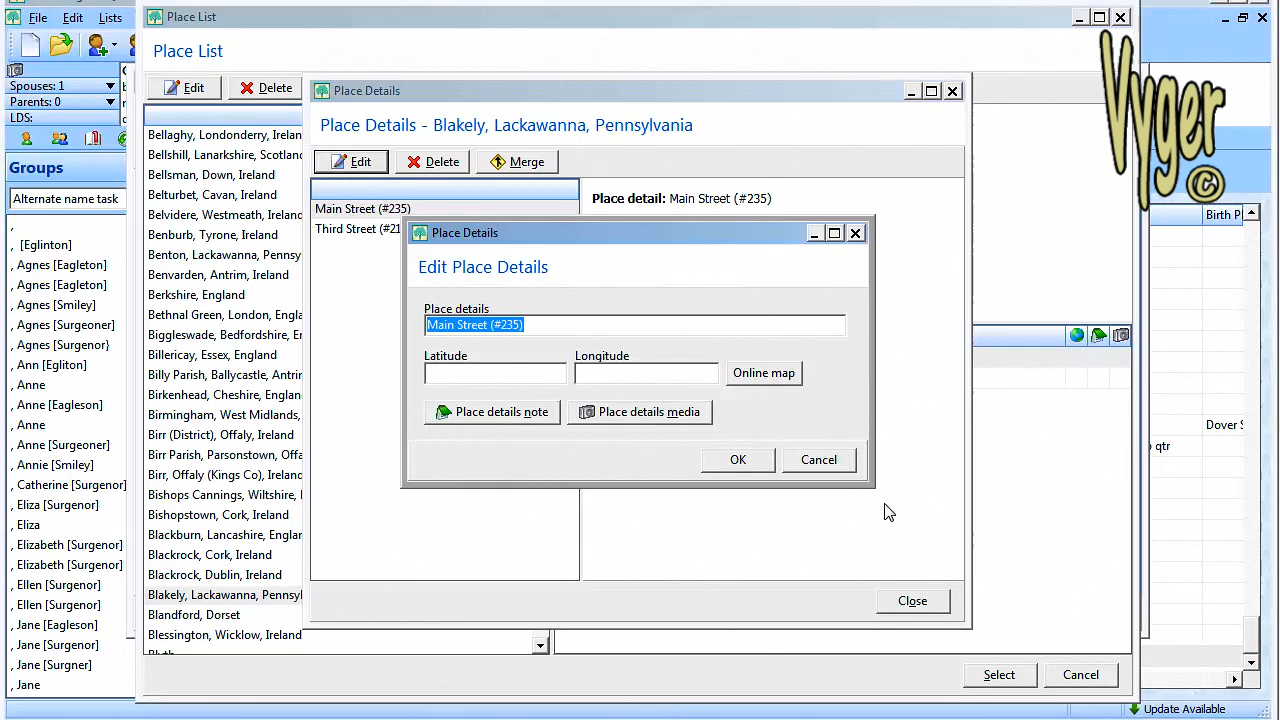 File Edit Lists
Spouses: 1
Parents: 0
LDS:
Groups
Alternate name task
,
, [Eglinton]
, Agnes [Eagleton]
, Agnes [Eagleton]
, Agnes [Smiley]
, Agnes [Surgeoner]
, Agnes [Surgeonor}
, Ann [Egliton]
, Anne
, Anne [Eagleson]
, Anne
, Anne [Surgeoner]
, Annie [Smiley]
, Catherine [Surgenor]
, Eliza [Surgenor]
, Eliza
, Elizabeth [Surgenor]
, Elizabeth [Surgenor]
, Ellen [Surgenor]
, Ellen [Surgenor]
, Jane [Eagleson]
, Jane [Surgenor]
, Jane [Surgner]
, Jane
Place List
Place List
Edit Delete
Bellaghy, Londonderry, Irelan
Bellshill, Lanarkshire, Scotlan
Bellsman, Down, Ireland
Belturbet, Cavan, Ireland
Belvidere, Westmeath, Ireland
Benburb, Tyrone, Ireland
Benton, Lackawanna, Pennsy
Benvarden, Antrim, Ireland
Berkshire, England
Bethnal Green, London, Eng
Biggleswade, Bedfordshire, E
Billericay, Essex, England
Billy Parish, Ballycastle, Antrin
Birkenhead, Cheshire, Englan
Birmingham, West Midlands,
Birr (District), Offaly, Ireland
Birr Parish, Parsonstown, Offa
Birr, Offaly (Kings Co), Ireland
Bishops Cannings, Wiltshire,
Bishopstown, Cork, Ireland
Blackburn, Lancashire, Englan
Blackrock, Cork, Ireland
Blackrock, Dublin, Ireland
Blakely, Lackawanna, Pennsyl
Blandford, Dorset
Blessington, Wicklow, Ireland
Blyth
Select Cancel
Place Details
Place Details - Blakely, Lackawanna, Pennsylvania
Edit Delete Merge
Main Street (#235)
Third Street (#21
Place detail: Main Street (#235)
Close
Place Details
Edit Place Details
Place details
Main Street (#235)
Latitude Longitude
Online map
Place details note Place details media
OK Cancel
Vyger ©
Birth P
Dover S
qtr
Update Available